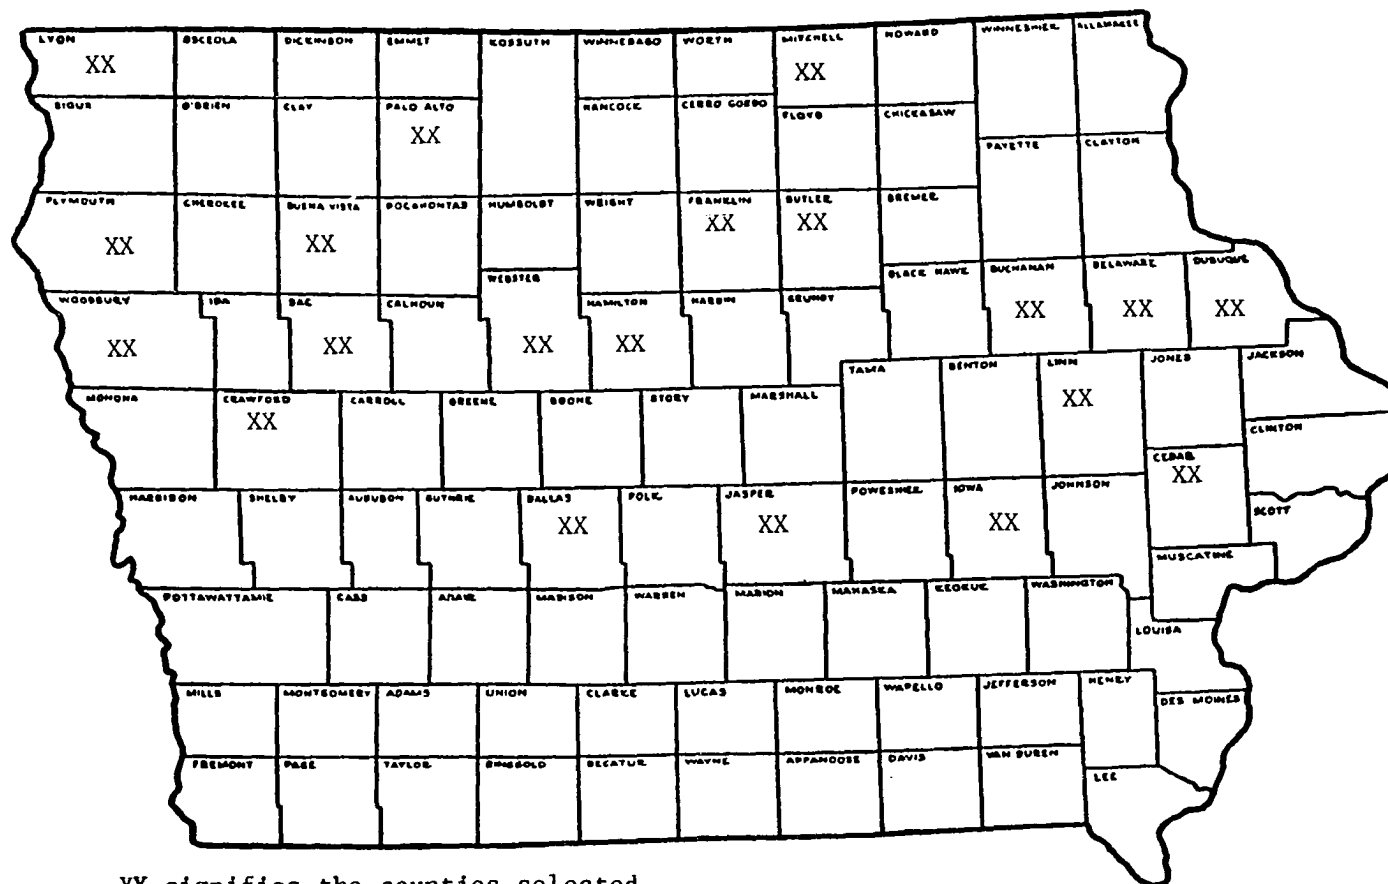 LYON OSCEOLA DICKINSON EMMET KOSSUTH WINNEBAGO WORTH MITCHELL HOWARD WINNESHIEK ALLAMAKEE
XX XX
SIOUX O'BRIEN CLAY PALO ALTO HANCOCK CERRO GORDO FLOYD CHICKASAW
XX
FAYETTE CLAYTON
PLYMOUTH CHEROKEE BUENA VISTA POCAHONTAS HUMBOLDT WRIGHT FRANKLIN BUTLER BREMER
XX XX XX XX
WEBSTER BLACK HAWK BUCHANAN DELAWARE DUBUQUE
WOODBURY IDA SAC CALHOUN HAMILTON HARDIN GRUNDY
XX XX XX
XX XX XX XX
TAMA BENTON LINN JONES JACKSON
MONONA CRAWFORD CARROLL GREENE BOONE STORY MARSHALL
XX XX
CLINTON
CEDAR
XX
HARRISON SHELBY AUDUBON GUTHRIE DALLAS POLK JASPER POWESHIEK IOWA JOHNSON
SCOTT
XX XX XX
MUSCATINE
POTTAWATTAMIE CASS ADAIR MADISON WARREN MARION MAHASKA KEOKUK WASHINGTON
LOUISA
MILLS MONTGOMERY ADAMS UNION CLARKE LUCAS MONROE WAPELLO JEFFERSON HENRY
DES MOINES
FREMONT PAGE TAYLOR RINGGOLD DECATUR WAYNE APPANOOSE DAVIS VAN BUREN
LEE
XX signifies the counties selected